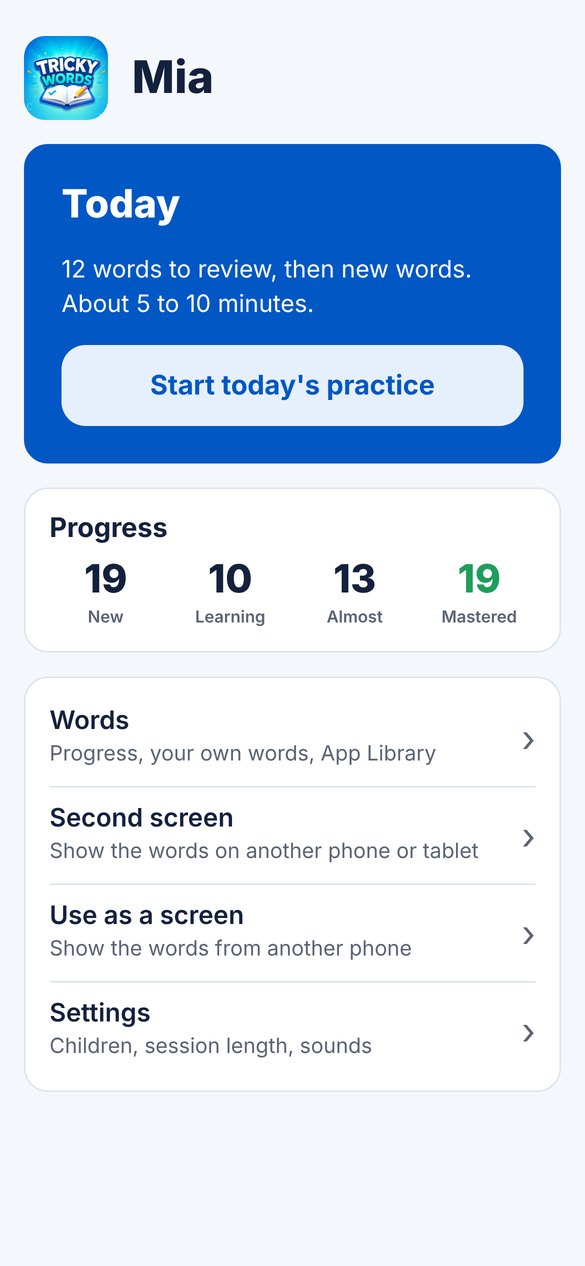 TRICKY
WORDS
Mia
Today
12 words to review, then new words.
About 5 to 10 minutes.
Start today's practice
Progress
19 10 13 19
New Learning Almost Mastered
Words
Progress, your own words, App Library
Second screen
Show the words on another phone or tablet
Use as a screen
Show the words from another phone
Settings
Children, session length, sounds